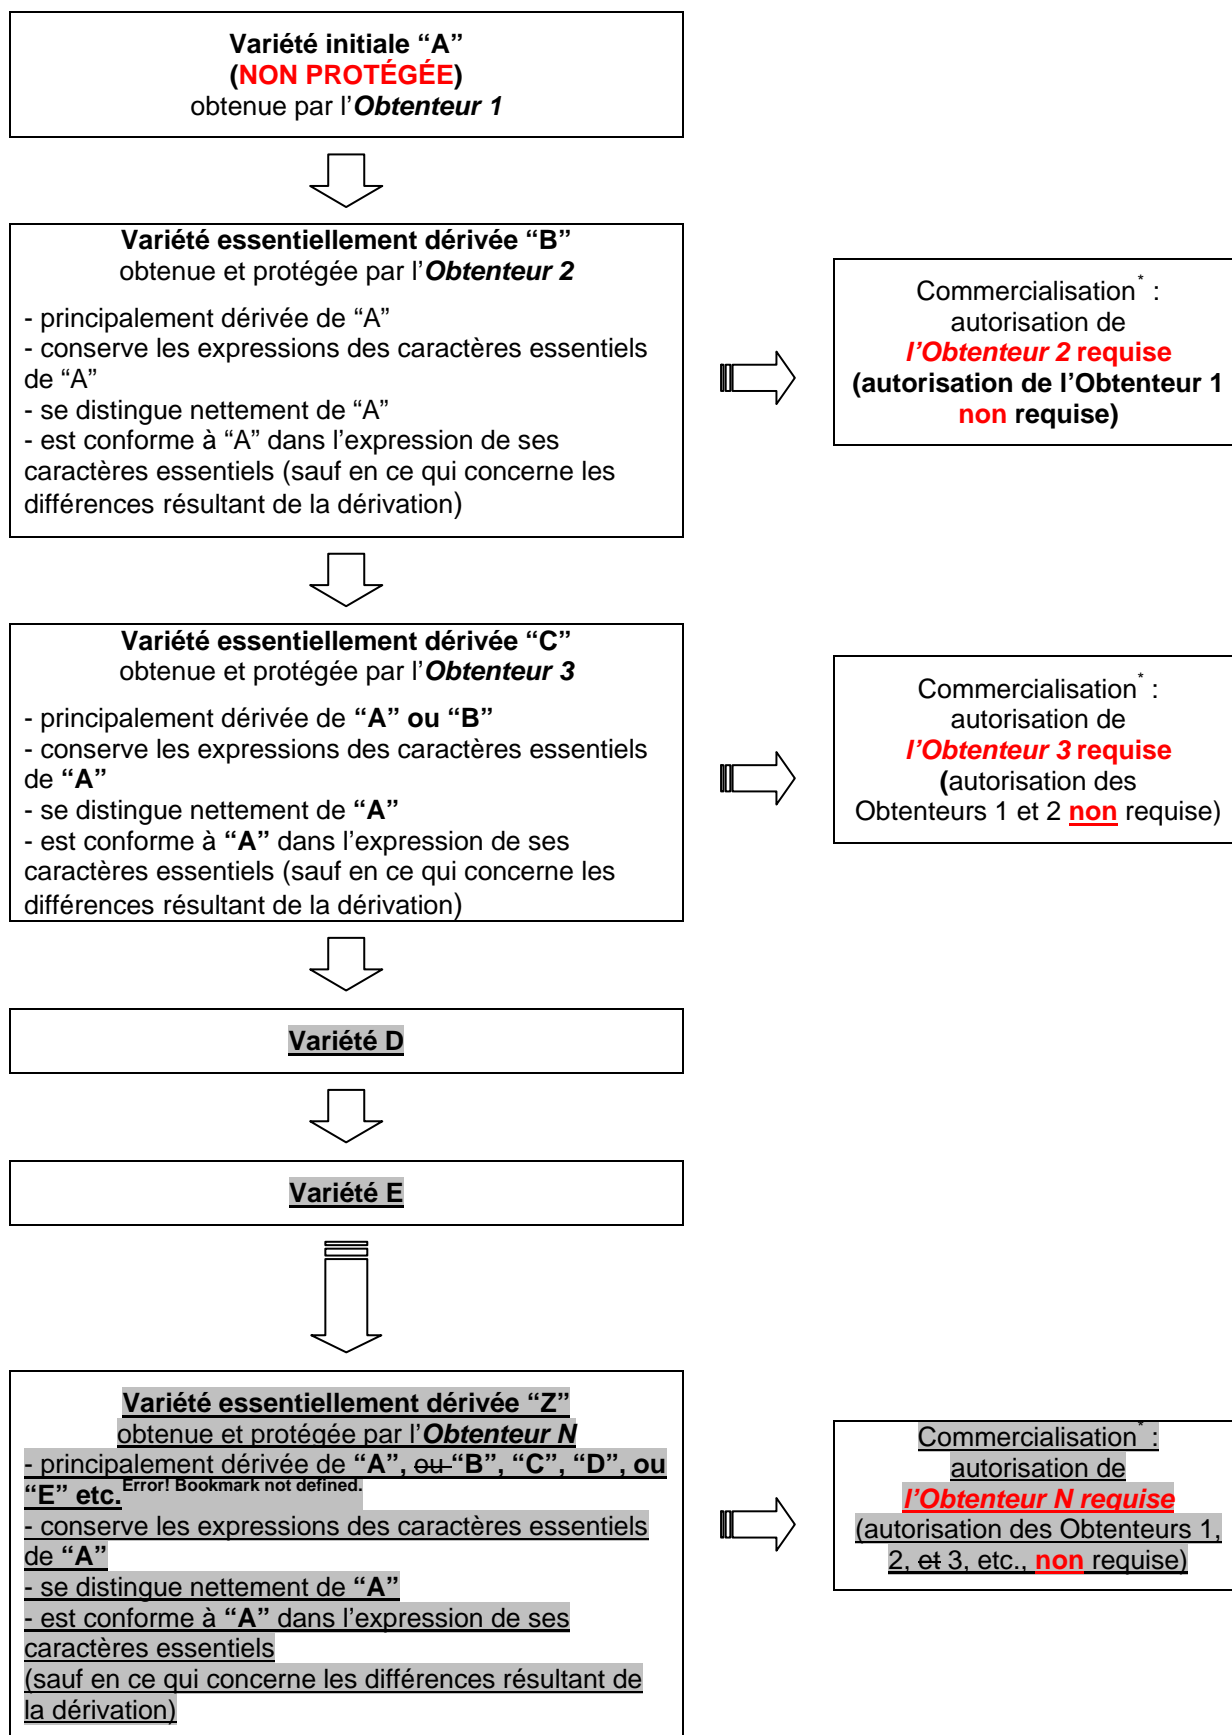 Variété initiale “A”
(NON PROTÉGÉE)
obtenue par l’Obtenteur 1
Variété essentiellement dérivée “B”
obtenue et protégée par l’Obtenteur 2
- principalement dérivée de “A”
- conserve les expressions des caractères essentiels
de “A”
- se distingue nettement de “A”
- est conforme à “A” dans l’expression de ses
caractères essentiels (sauf en ce qui concerne les
différences résultant de la dérivation)
Commercialisation* :
autorisation de
l’Obtenteur 2 requise
(autorisation de l’Obtenteur 1
non requise)
Variété essentiellement dérivée “C”
obtenue et protégée par l’Obtenteur 3
- principalement dérivée de “A” ou “B”
- conserve les expressions des caractères essentiels
de “A”
- se distingue nettement de “A”
- est conforme à “A” dans l’expression de ses
caractères essentiels (sauf en ce qui concerne les
différences résultant de la dérivation)
Commercialisation* :
autorisation de
l’Obtenteur 3 requise
(autorisation des
Obtenteurs 1 et 2 non requise)
Variété D
Variété E
Variété essentiellement dérivée “Z”
obtenue et protégée par l’Obtenteur N
- principalement dérivée de “A”, ou “B”, “C”, “D”, ou
“E” etc.Error! Bookmark not defined.
- conserve les expressions des caractères essentiels
de “A”
- se distingue nettement de “A”
- est conforme à “A” dans l’expression de ses
caractères essentiels
(sauf en ce qui concerne les différences résultant de
la dérivation)
Commercialisation* :
autorisation de
l’Obtenteur N requise
(autorisation des Obtenteurs 1,
2, et 3, etc., non requise)